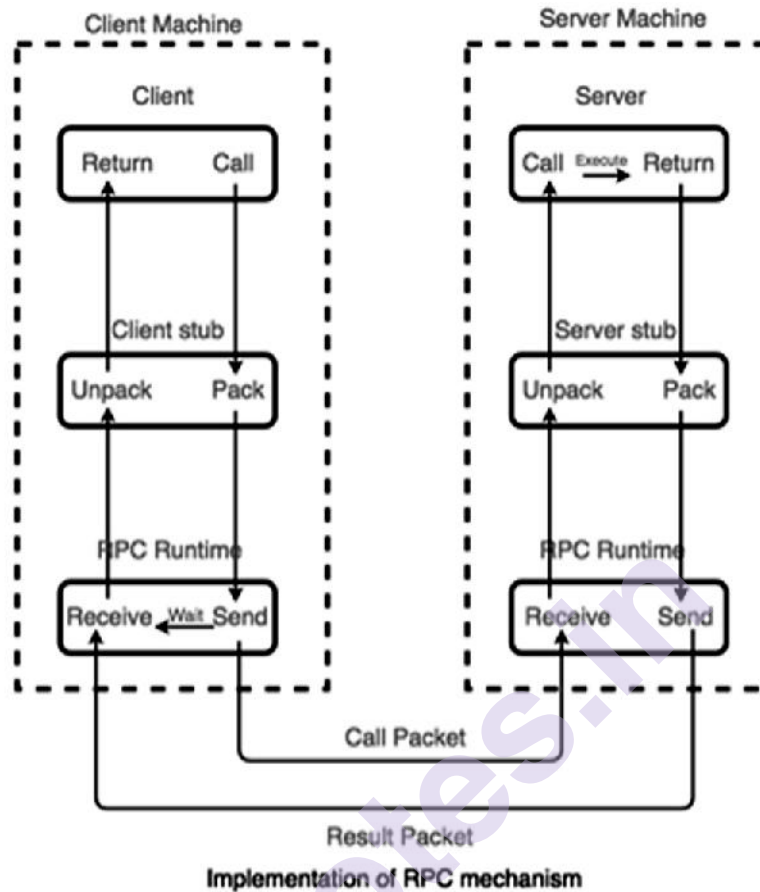 Client Machine
Server Machine
Client
Server
Return Call
Call Execute Return
Client stub
Server stub
Unpack Pack
Unpack Pack
RPC Runtime
RPC Runtime
Receive Wait Send
Receive Send
Call Packet
Result Packet
Implementation of RPC mechanism